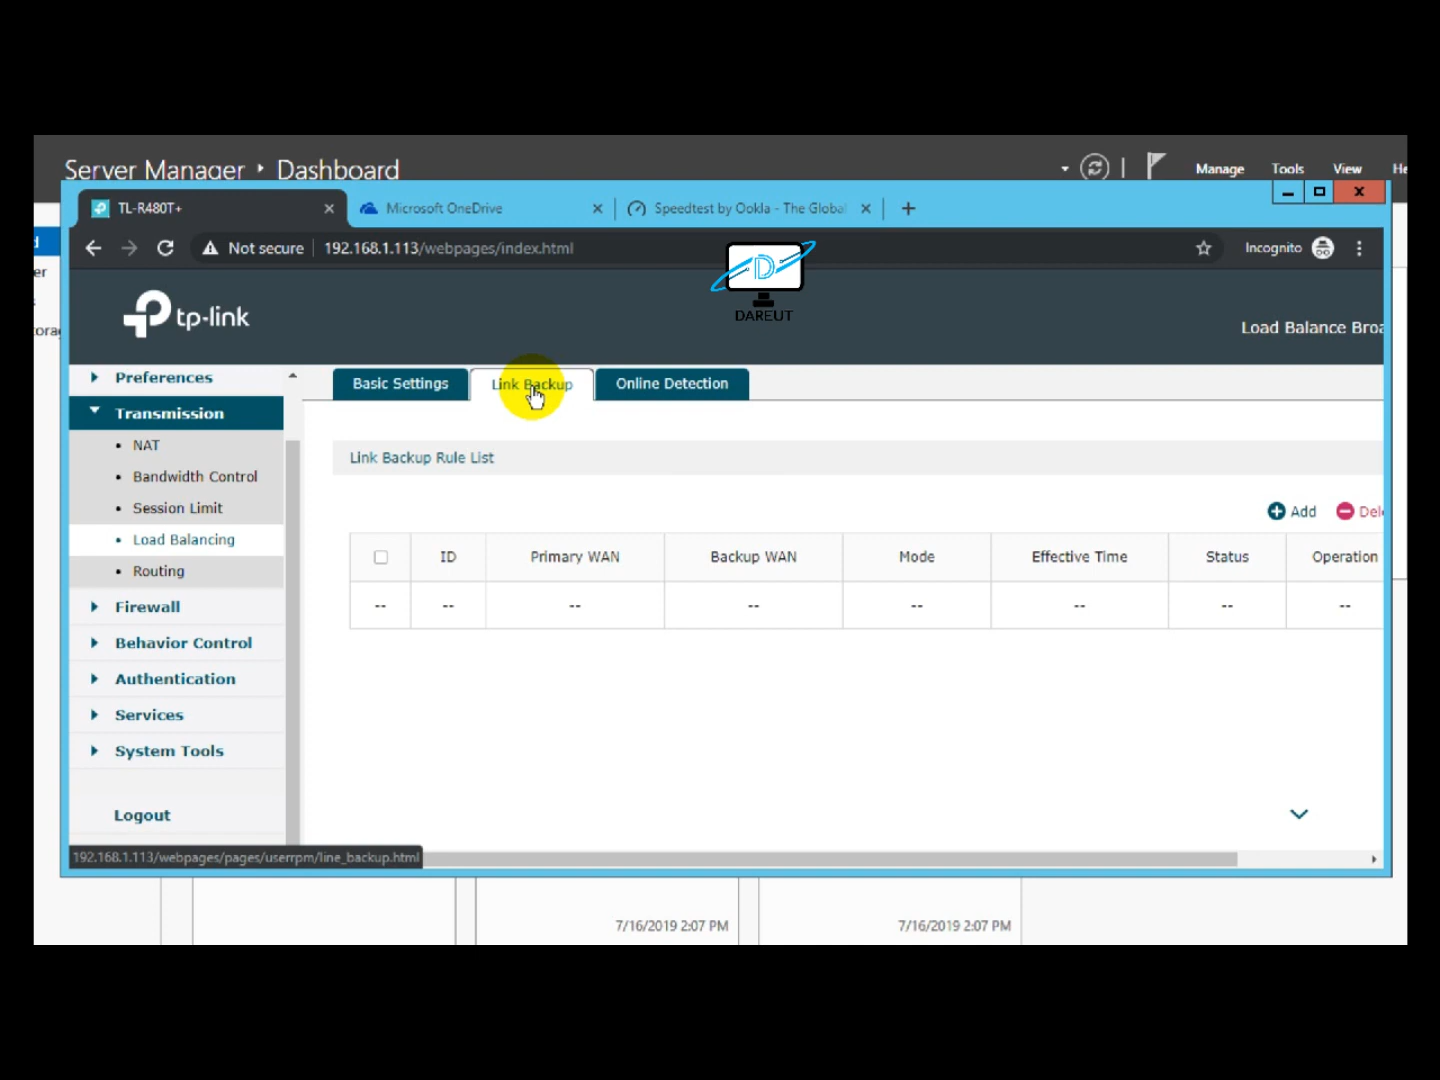 Server Manager
Dashboard
Manage
Tools
View
TL-R480T+
Microsoft OneDrive
Speedtest by Ookla - The Global
Not secure
192.168.1.113/webpages/index.html
Incognito
D
DAREUT
tp-link
Load Balance Broa
Preferences
Transmission
NAT
Bandwidth Control
Session Limit
Load Balancing
Routing
Firewall
Behavior Control
Authentication
Services
System Tools
Logout
Basic Settings
Link Backup
Online Detection
Link Backup Rule List
Add
Dele
ID
Primary WAN
Backup WAN
Mode
Effective Time
Status
Operation
-- -- -- -- -- -- -- --
192.168.1.113/webpages/pages/userrpm/line_backup.html
7/16/2019 2:07 PM
7/16/2019 2:07 PM